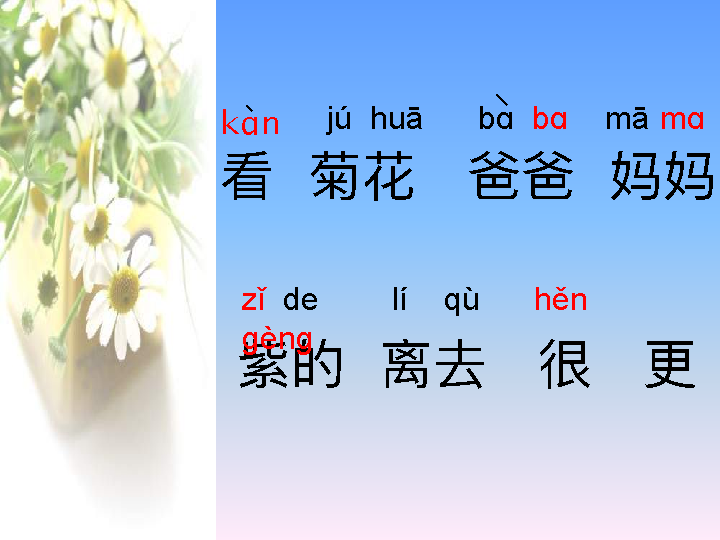 kàn jú huā bà ba mā ma
看 菊花 爸爸 妈妈
zǐ de lí qù hěn
gèng
紫的 离去 很 更